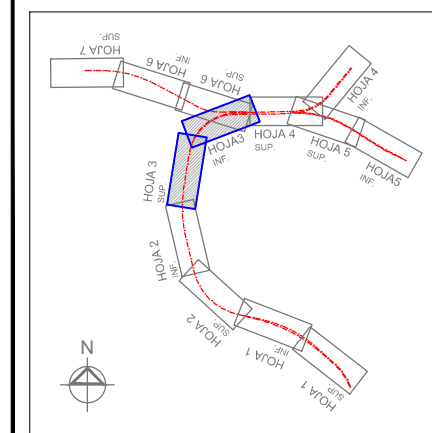 HOJA 7
SUP.
HOJA 6
INF.
HOJA 6
SUP.
HOJA 4
INF.
HOJA3
INF.
HOJA 4
SUP.
HOJA 5
SUP.
HOJA5
INF.
HOJA 3
SUP.
HOJA 2
INF.
HOJA 2
SUP.
HOJA 1
INF.
HOJA 1
SUP.
N